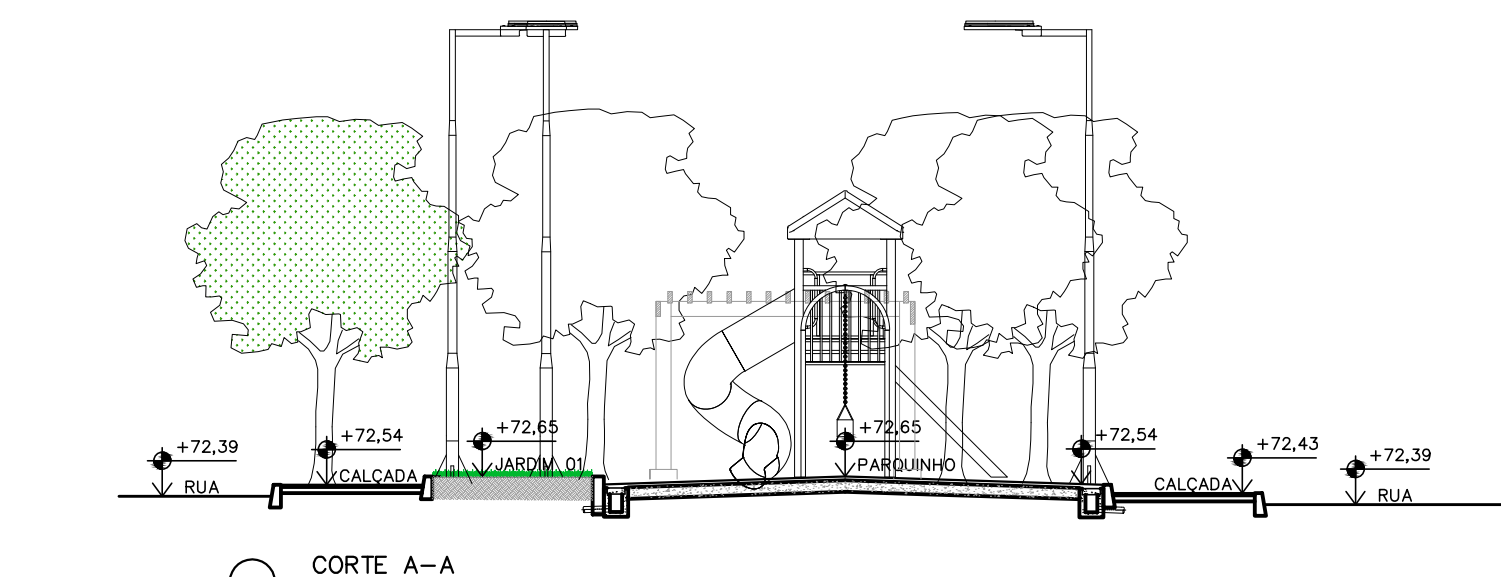 +72,39
RUA
+72,54
CALÇADA
+72,65
JARDIM 01
+72,65
PARQUINHO
+72,54
+72,43
CALÇADA
+72,39
RUA
CORTE A-A